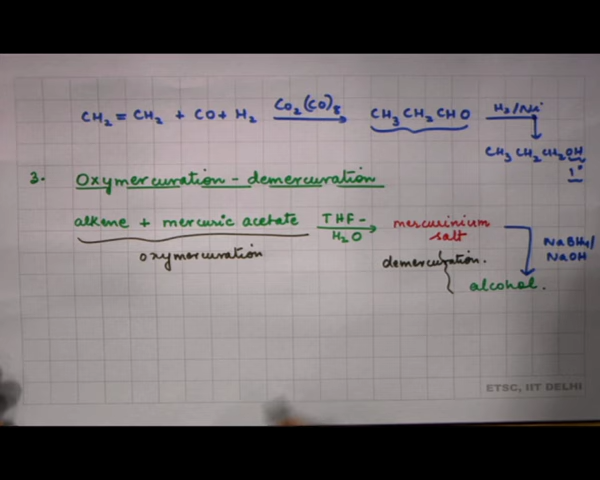 CH₂ = CH₂ + CO + H₂ Co₂(CO)₈ CH₃CH₂CHO H₂/Ni
CH₃CH₂CH₂OH
1°
3. Oxymercuration - demercuration
alkene + mercuric acetate THF- H₂O mercurinium salt NaBH₄/ NaOH
oxymercuration demercuration.
alcohol.
ETSC, IIT DELHI